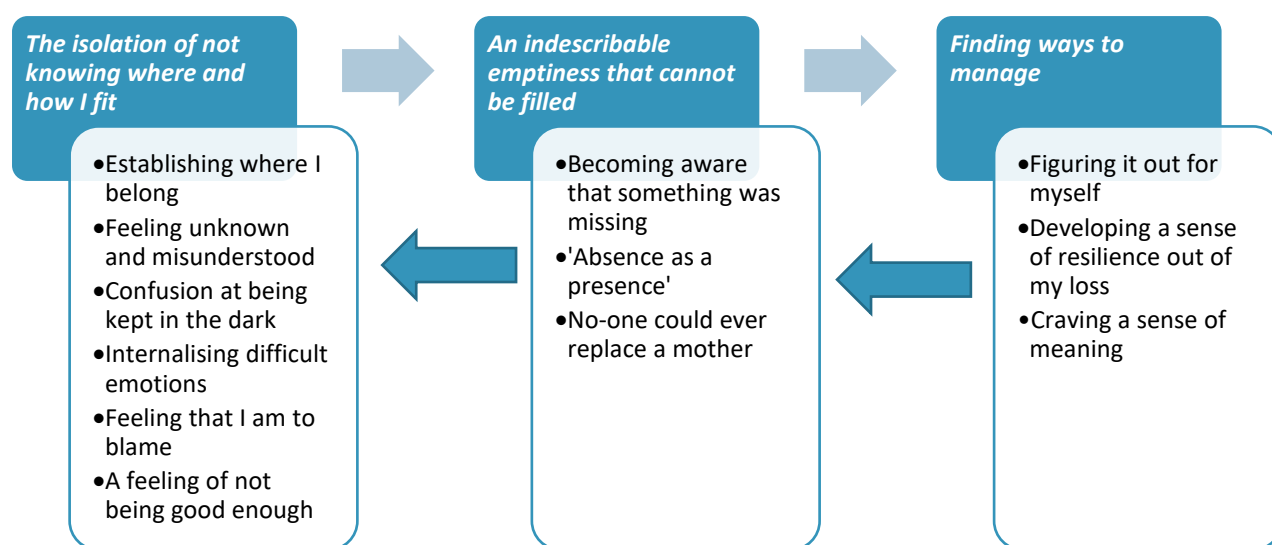 The isolation of not
knowing where and
how I fit
•Establishing where I
belong
•Feeling unknown
and misunderstood
•Confusion at being
kept in the dark
•Internalising difficult
emotions
•Feeling that I am to
blame
•A feeling of not
being good enough
An indescribable
emptiness that cannot
be filled
•Becoming aware
that something was
missing
•'Absence as a
presence'
•No-one could ever
replace a mother
Finding ways to
manage
•Figuring it out for
myself
•Developing a sense
of resilience out of
my loss
•Craving a sense of
meaning